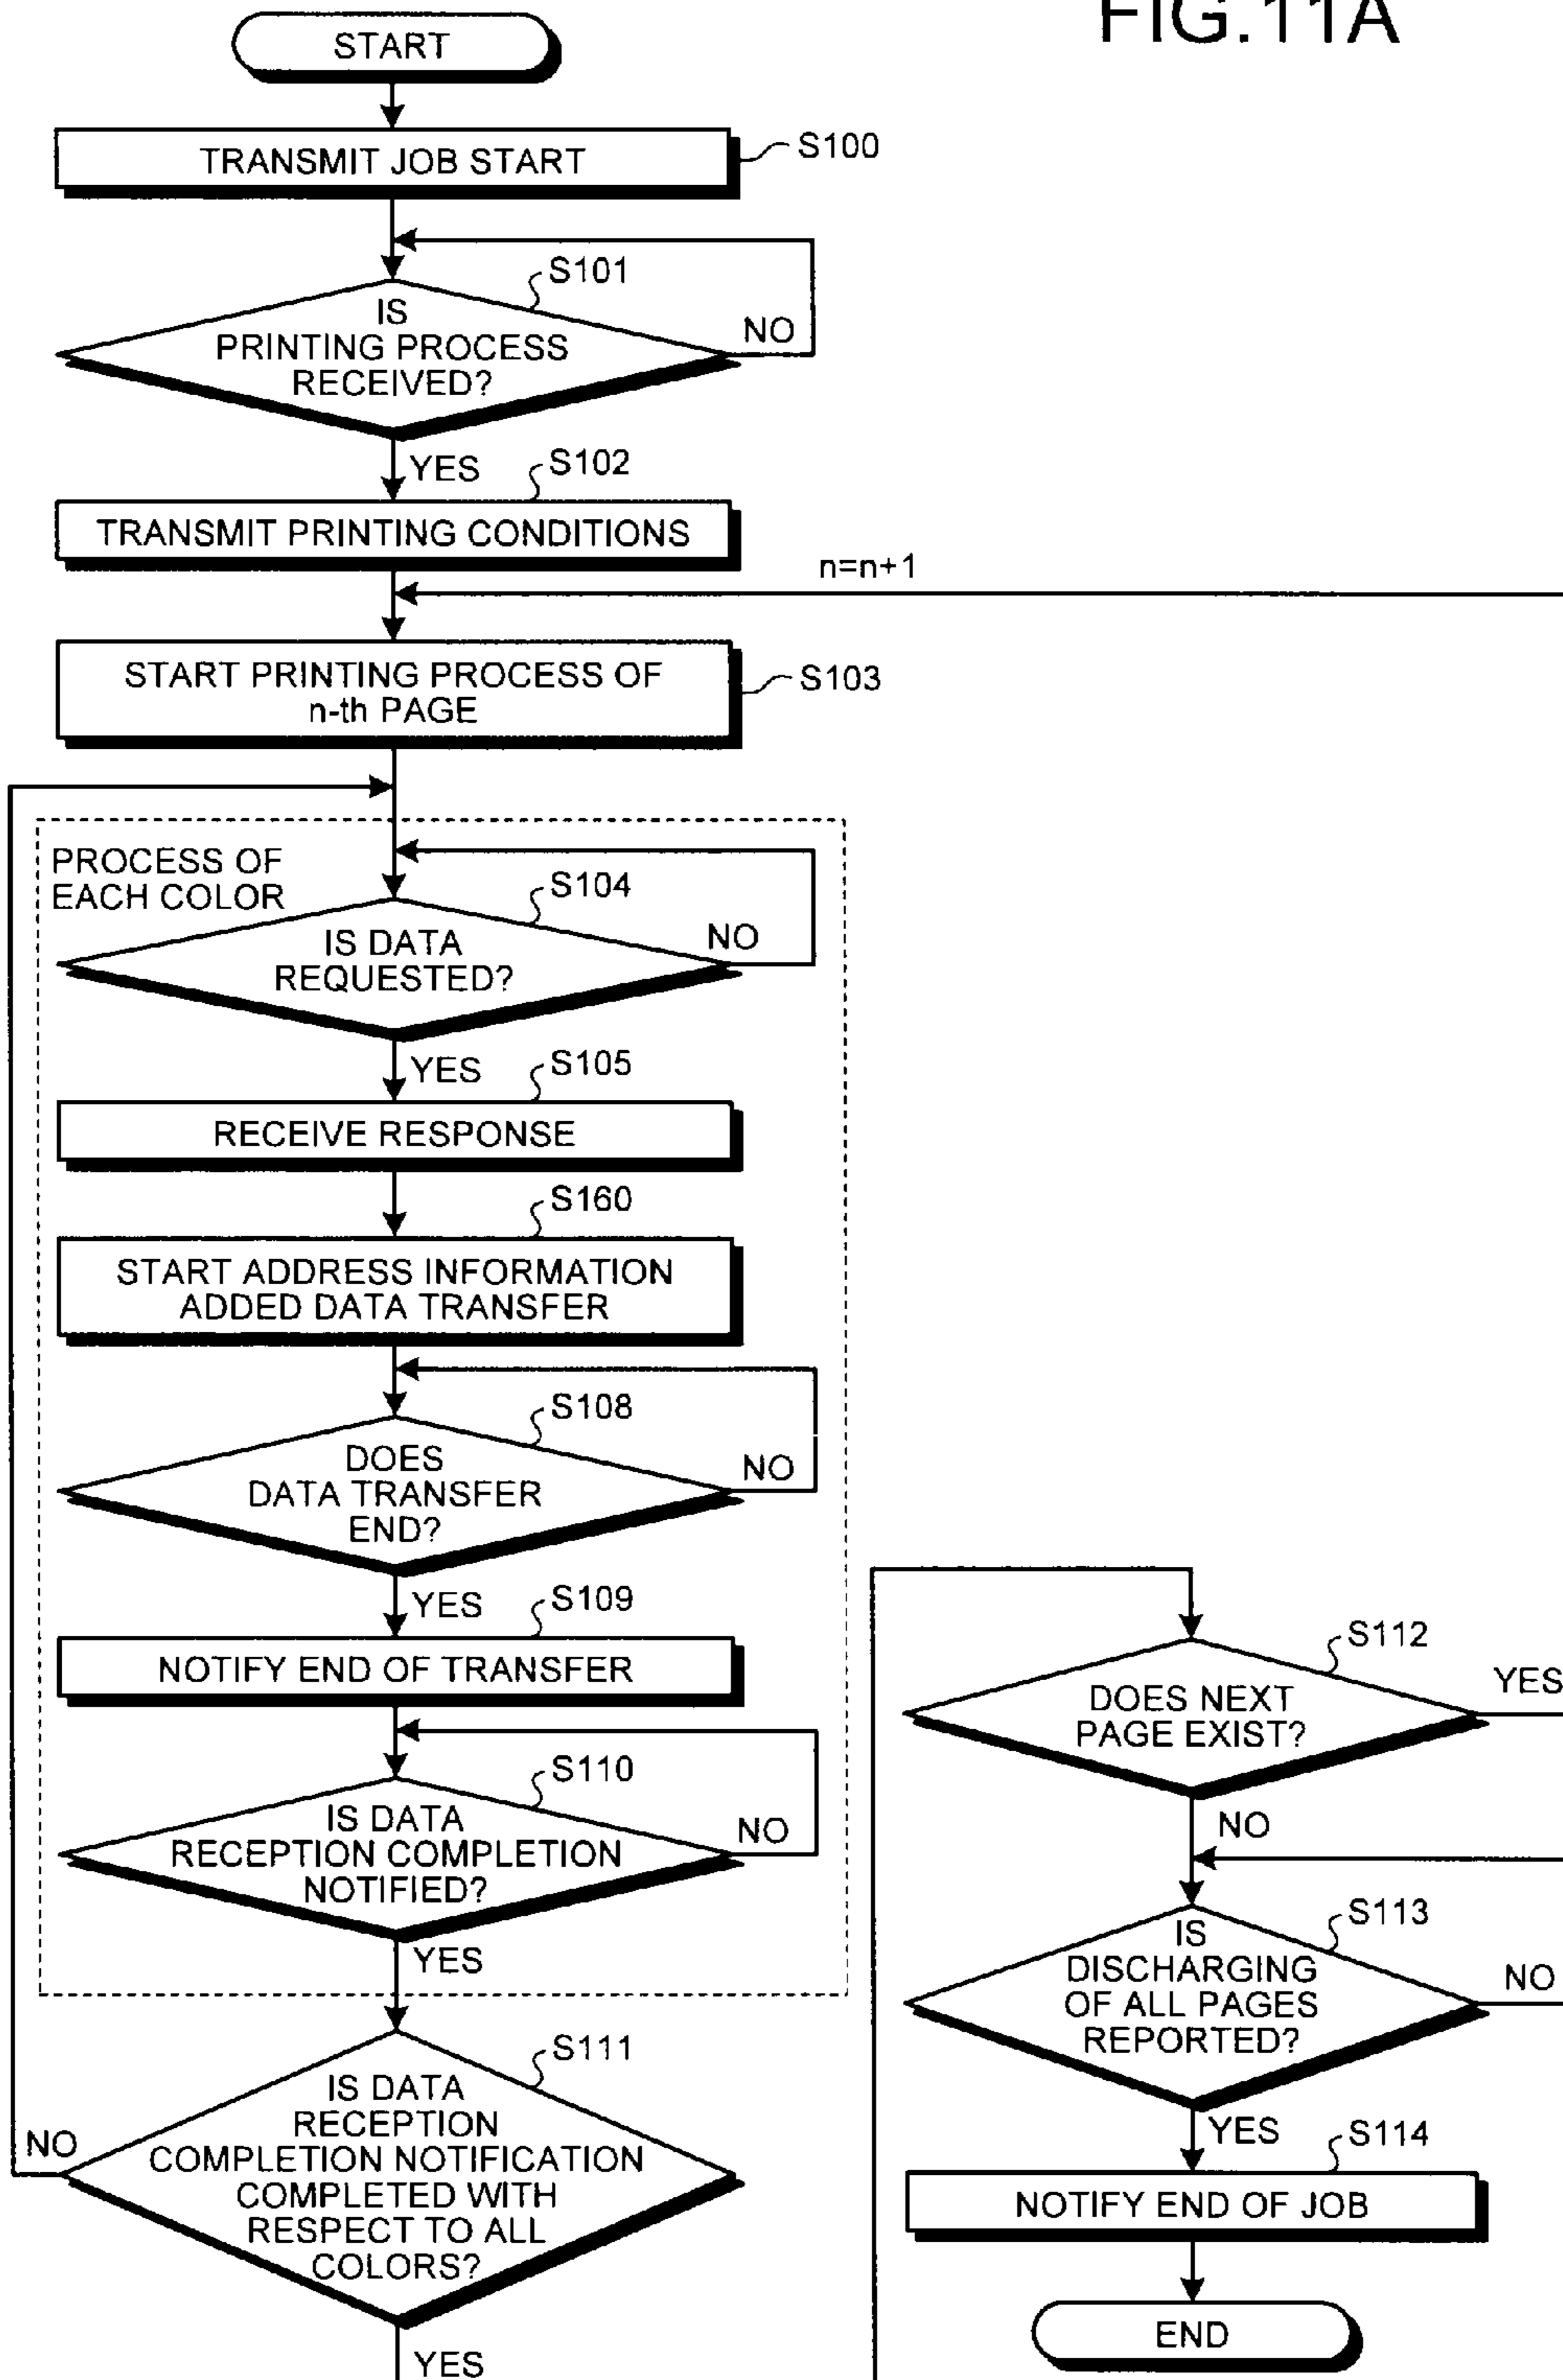 FIG.11A
START
TRANSMIT JOB START
S100
S101
IS
PRINTING PROCESS
RECEIVED?
NO
YES
S102
TRANSMIT PRINTING CONDITIONS
n=n+1
START PRINTING PROCESS OF
n-th PAGE
S103
PROCESS OF
EACH COLOR
S104
IS DATA
REQUESTED?
NO
YES
S105
RECEIVE RESPONSE
S160
START ADDRESS INFORMATION
ADDED DATA TRANSFER
S108
DOES
DATA TRANSFER
END?
NO
YES
S109
NOTIFY END OF TRANSFER
S110
IS DATA
RECEPTION COMPLETION
NOTIFIED?
NO
YES
S111
IS DATA
RECEPTION
COMPLETION NOTIFICATION
COMPLETED WITH
RESPECT TO ALL
COLORS?
NO
YES
S112
DOES NEXT
PAGE EXIST?
YES
NO
S113
IS
DISCHARGING
OF ALL PAGES
REPORTED?
NO
YES
S114
NOTIFY END OF JOB
END